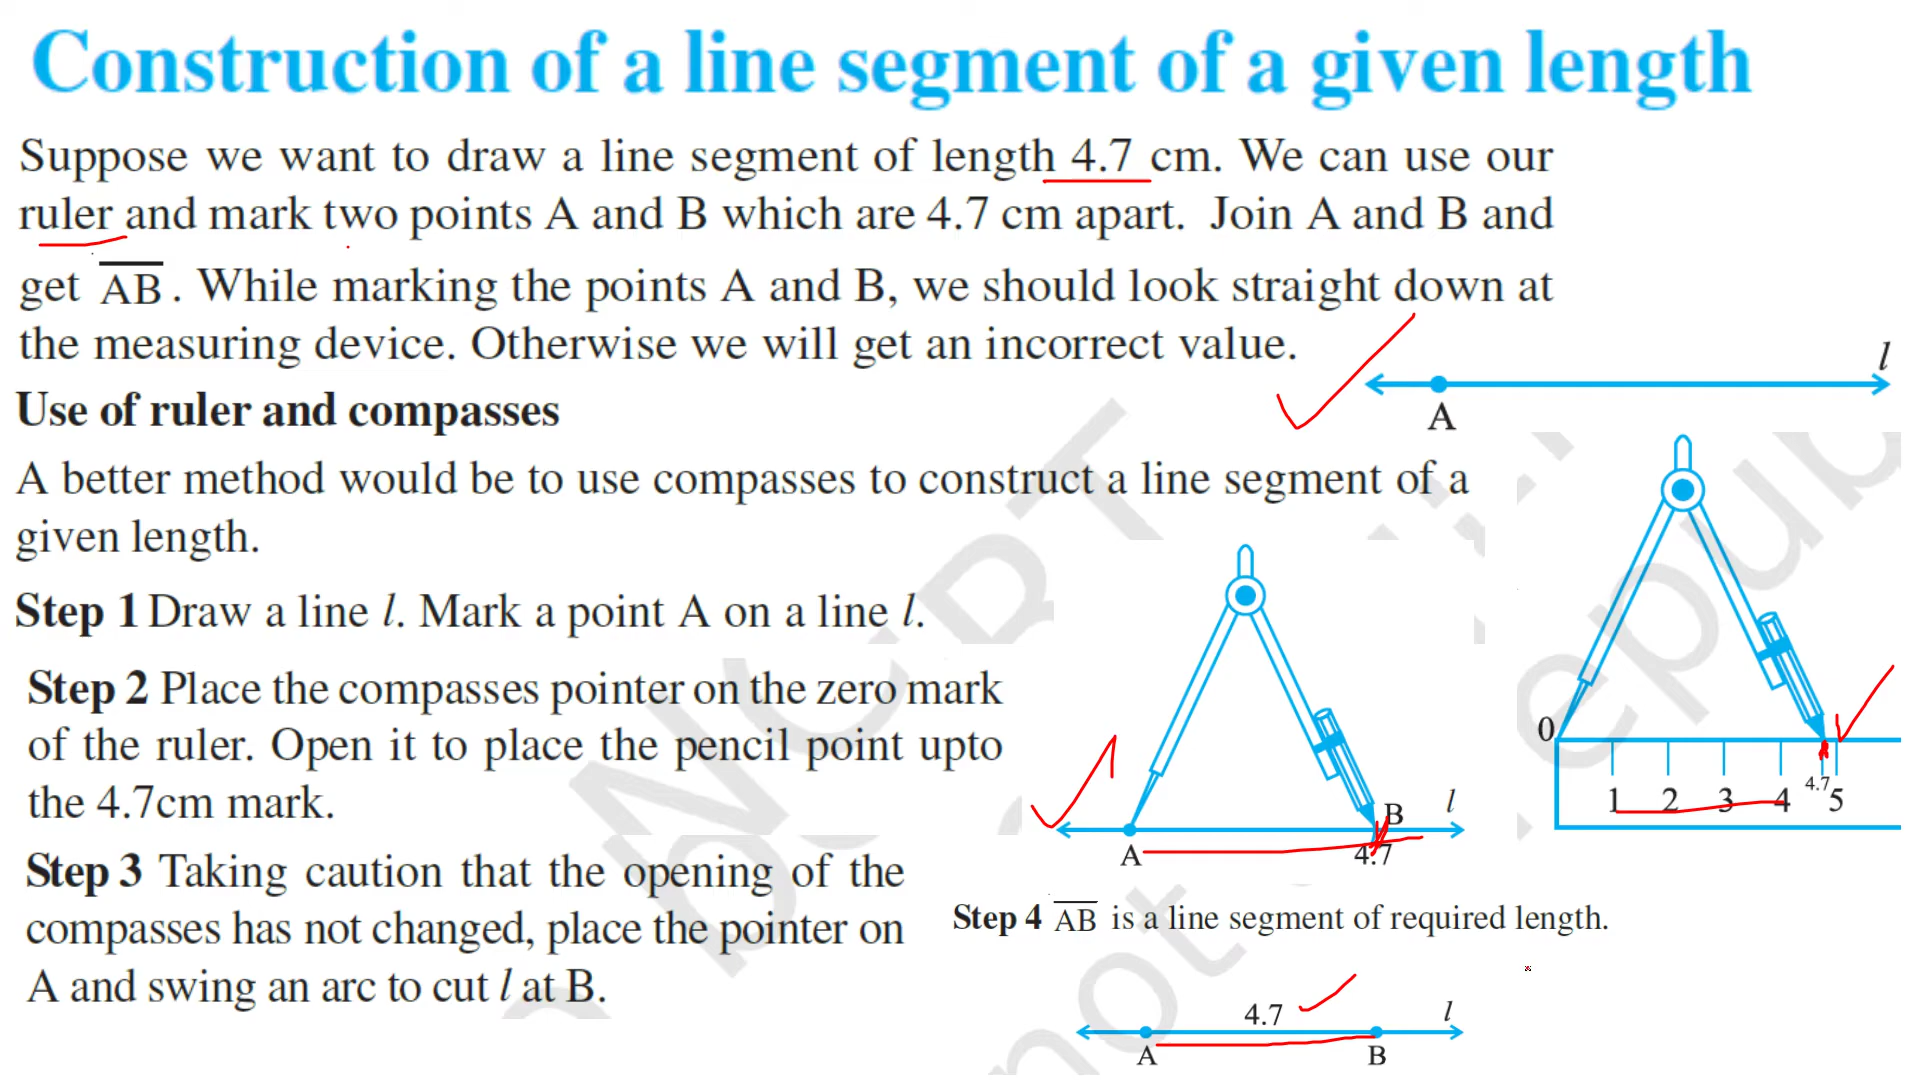 Construction of a line segment of a given length
Suppose we want to draw a line segment of length 4.7 cm. We can use our
ruler and mark two points A and B which are 4.7 cm apart. Join A and B and
get AB. While marking the points A and B, we should look straight down at
the measuring device. Otherwise we will get an incorrect value.
l
A
Use of ruler and compasses
A better method would be to use compasses to construct a line segment of a
given length.
Step 1 Draw a line l. Mark a point A on a line l.
Step 2 Place the compasses pointer on the zero mark
of the ruler. Open it to place the pencil point upto
the 4.7cm mark.
0
1 2 3 4 4.7 5
B l
A 4.7
Step 3 Taking caution that the opening of the
compasses has not changed, place the pointer on
A and swing an arc to cut l at B.
Step 4 AB is a line segment of required length.
4.7 l
A B
NCERT
not
epub